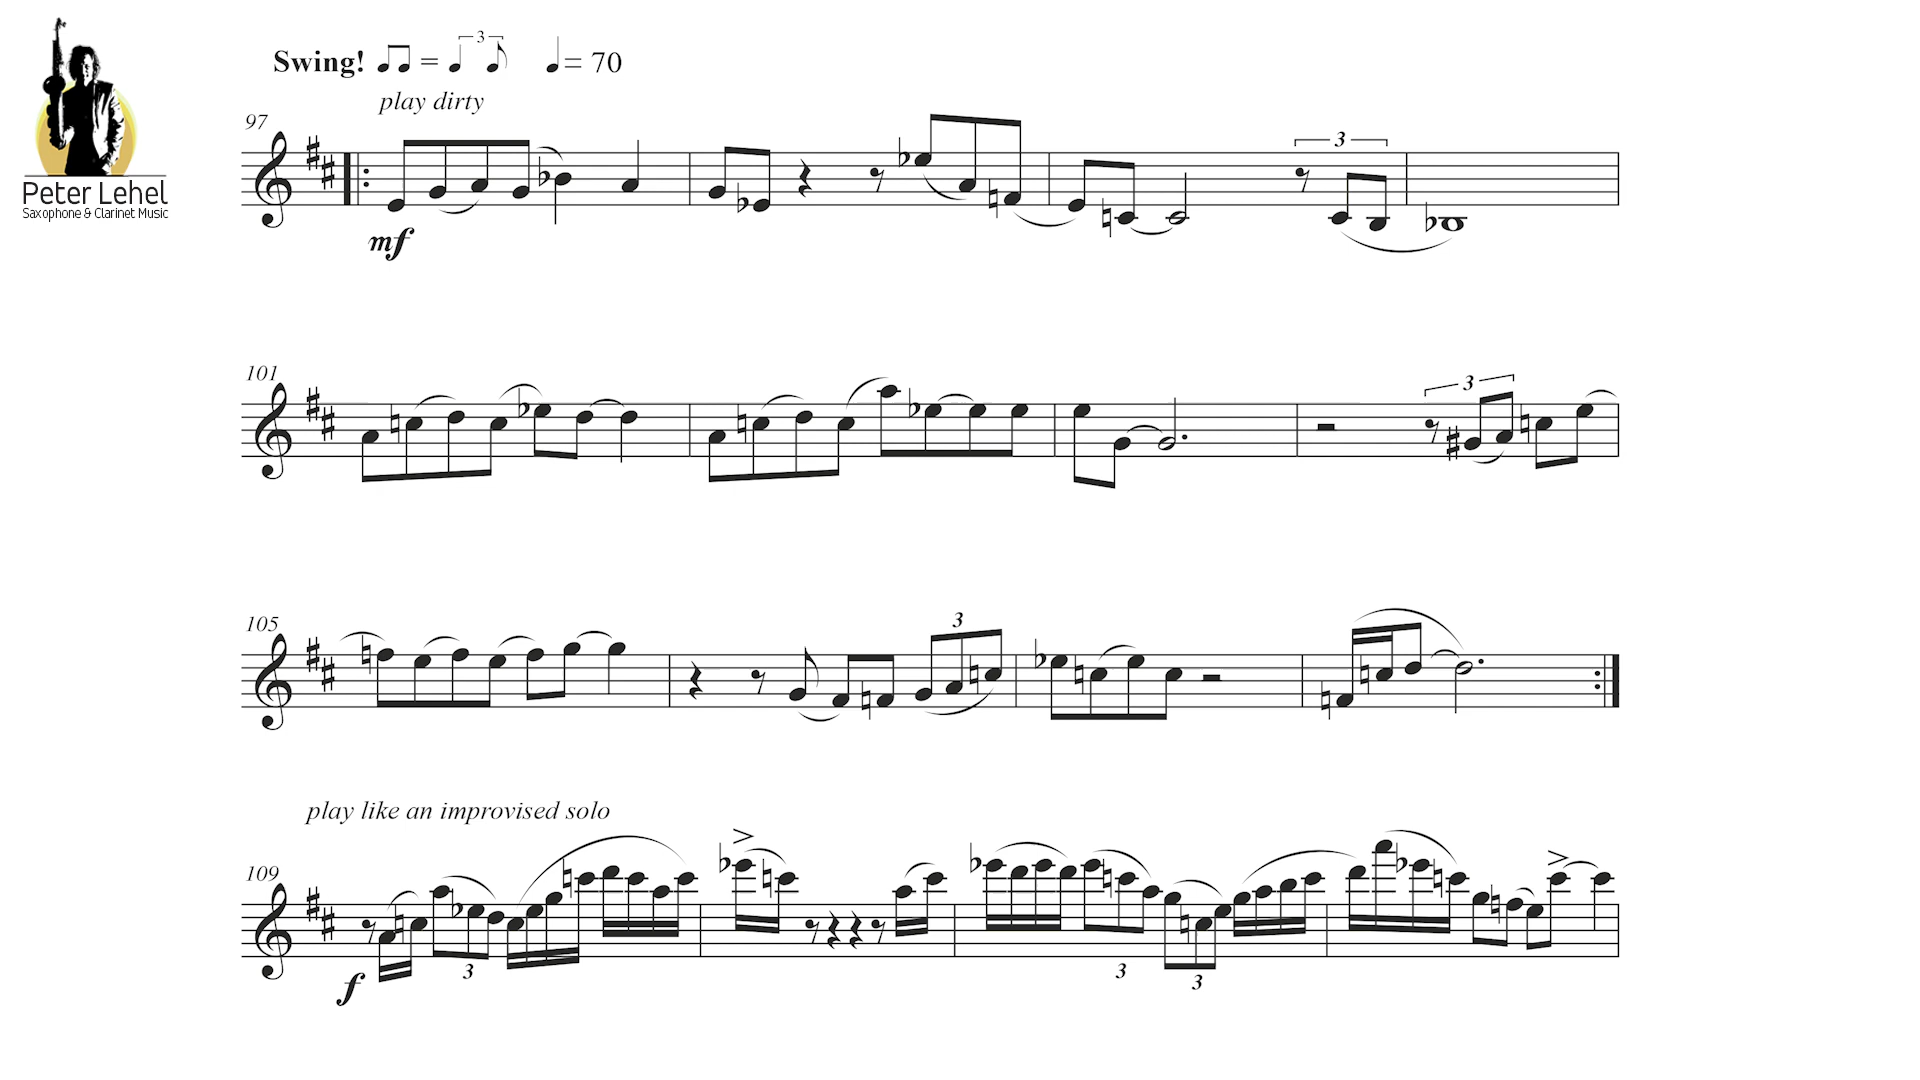 Peter Lehel
Saxophone & Clarinet Music
Swing! = 3 = 70
play dirty
97
3
mf
101
3
105
3
play like an improvised solo
109
3
3
3
f